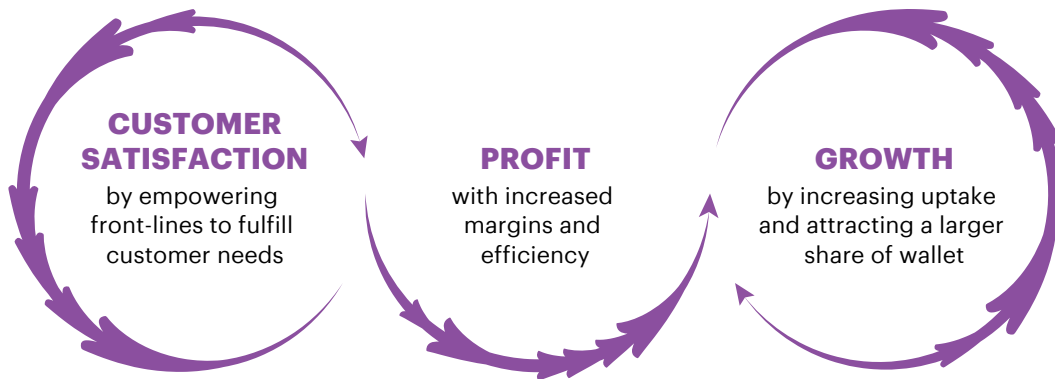 CUSTOMER
SATISFACTION
by empowering
front-lines to fulfill
customer needs
PROFIT
with increased
margins and
efficiency
GROWTH
by increasing uptake
and attracting a larger
share of wallet